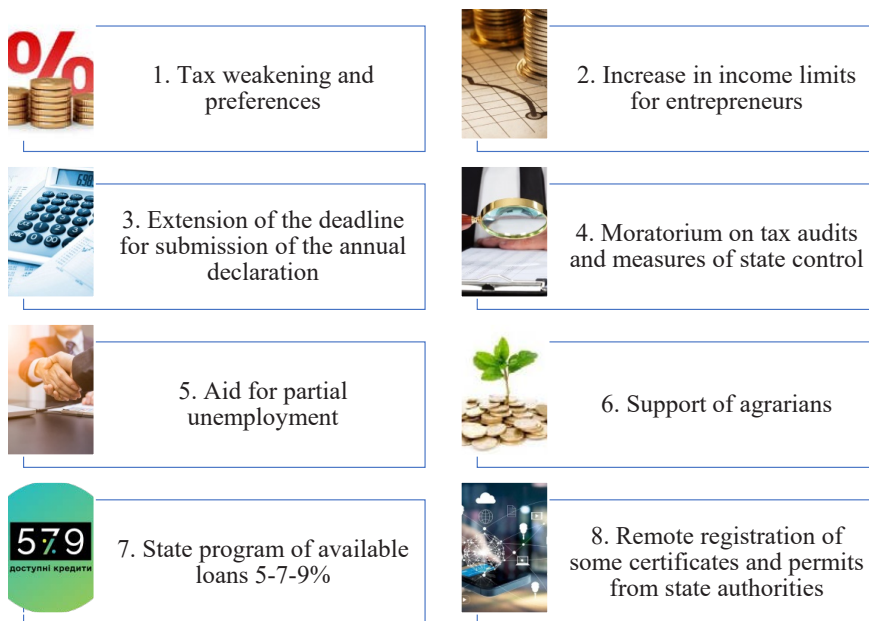 1. Tax weakening and
preferences
2. Increase in income limits
for entrepreneurs
3. Extension of the deadline
for submission of the annual
declaration
4. Moratorium on tax audits
and measures of state control
5. Aid for partial
unemployment
6. Support of agrarians
579
доступні кредити
7. State program of available
loans 5-7-9%
8. Remote registration of
some certificates and permits
from state authorities